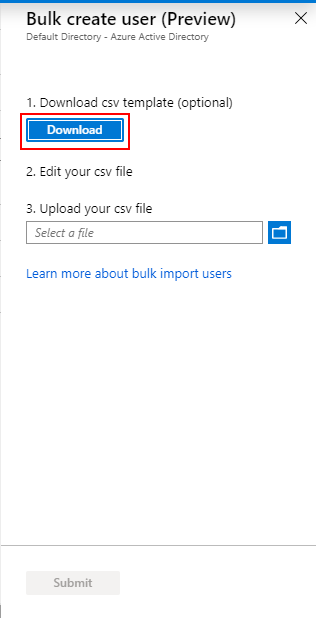 Bulk create user (Preview)
Default Directory - Azure Active Directory
1. Download csv template (optional)
Download
2. Edit your csv file
3. Upload your csv file
Select a file
Learn more about bulk import users
Submit